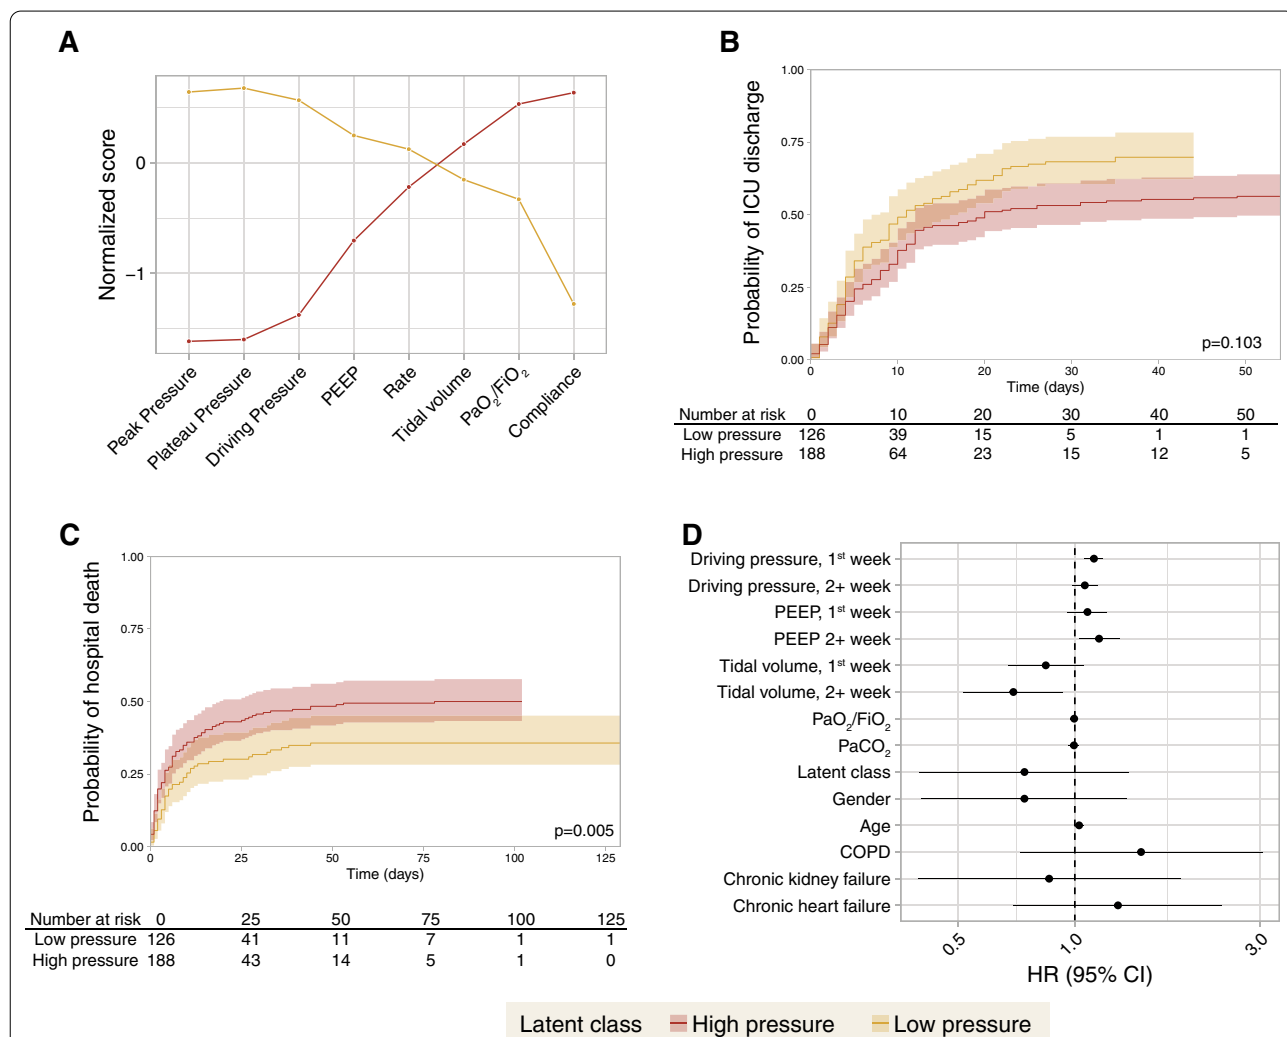 A
Normalized score
0
−1
Peak Pressure
Plateau Pressure
Driving Pressure
PEEP
Rate
Tidal volume
PaO₂/FiO₂
Compliance
B
Probability of ICU discharge
1.00
0.75
0.50
0.25
0.00
p=0.103
0 10 20 30 40 50
Time (days)
Number at risk 0 10 20 30 40 50
Low pressure 126 39 15 5 1 1
High pressure 188 64 23 15 12 5
C
Probability of hospital death
1.00
0.75
0.50
0.25
0.00
p=0.005
0 25 50 75 100 125
Time (days)
Number at risk 0 25 50 75 100 125
Low pressure 126 41 11 7 1 1
High pressure 188 43 14 5 1 0
D
Driving pressure, 1ˢᵗ week
Driving pressure, 2+ week
PEEP, 1ˢᵗ week
PEEP 2+ week
Tidal volume, 1ˢᵗ week
Tidal volume, 2+ week
PaO₂/FiO₂
PaCO₂
Latent class
Gender
Age
COPD
Chronic kidney failure
Chronic heart failure
0.5 1.0 3.0
HR (95% CI)
Latent class High pressure Low pressure